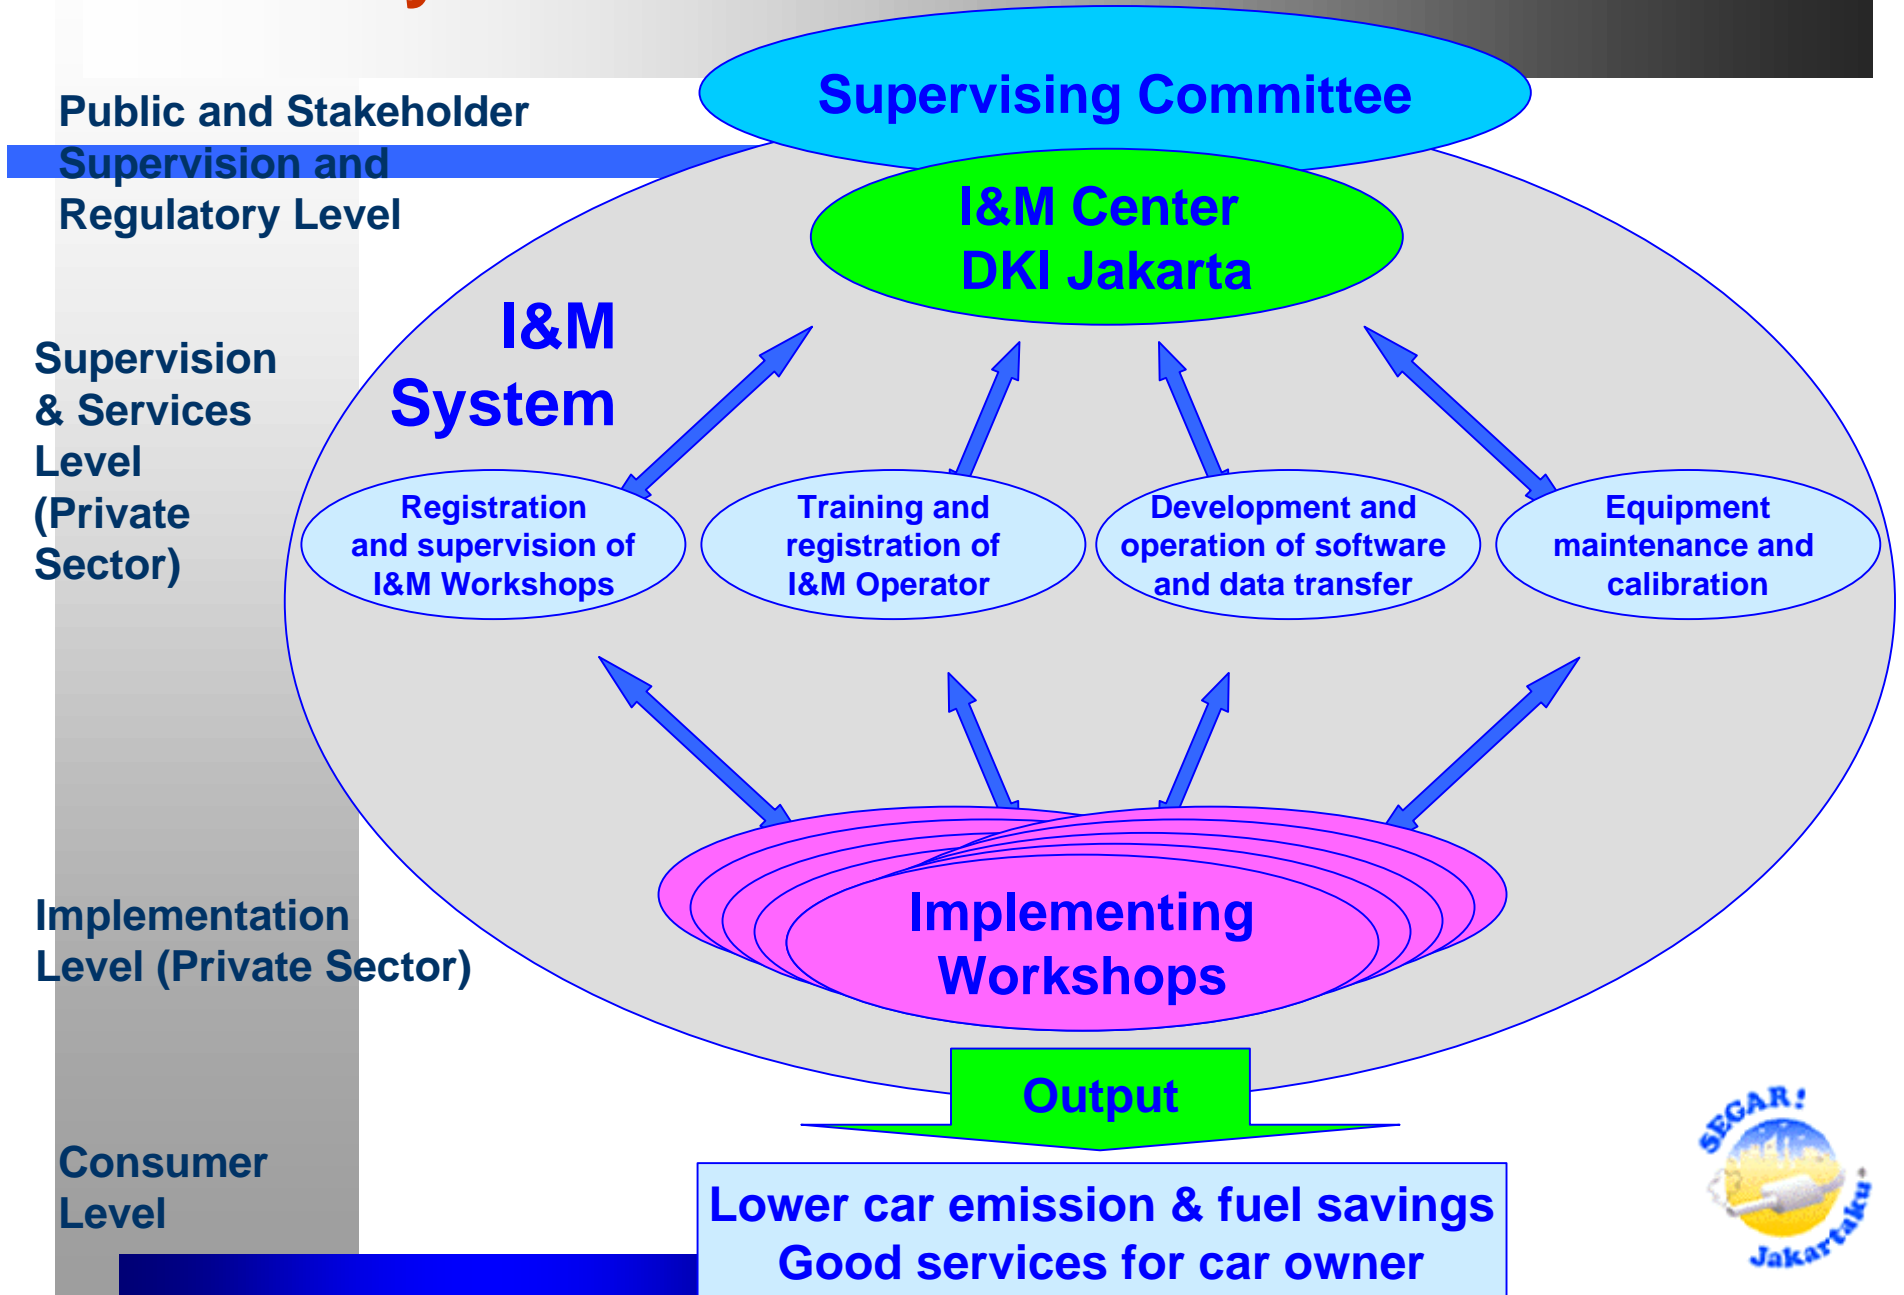 Supervising Committee
Public and Stakeholder
Supervision and
Regulatory Level
I&M Center
DKI Jakarta
I&M
System
Supervision
& Services
Level
(Private
Sector)
Registration
and supervision of
I&M Workshops
Training and
registration of
I&M Operator
Development and
operation of software
and data transfer
Equipment
maintenance and
calibration
Implementation
Level (Private Sector)
Implementing
Workshops
Output
Consumer
Level
Lower car emission & fuel savings
Good services for car owner
SEGAR!
Jakartaku